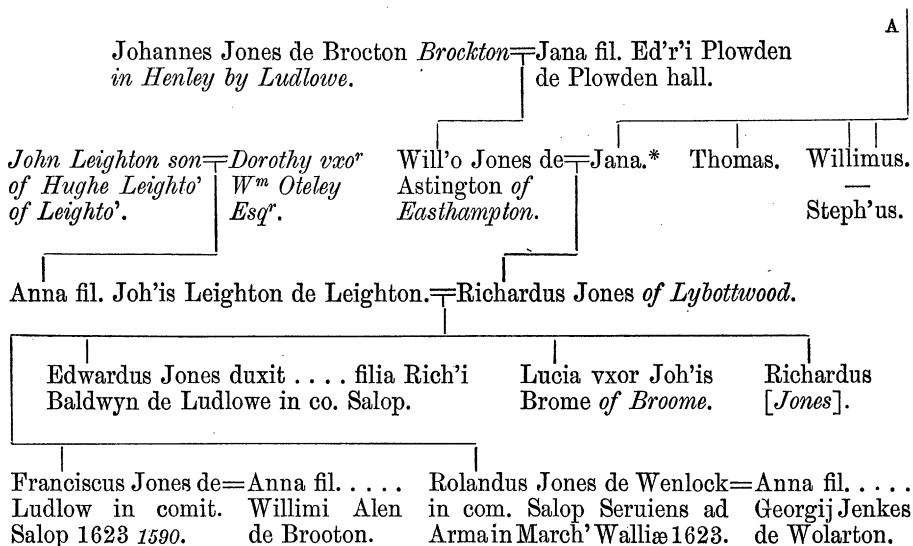 A
Johannes Jones de Brocton Brockton=Jana fil. Ed'r'i Plowden
in Henley by Ludlowe. de Plowden hall.
John Leighton son=Dorothy vxoʳ Will'o Jones de=Jana.* Thomas. Willimus.
of Hughe Leighto' Wᵐ Oteley Astington of —
of Leighto'. Esqʳ. Easthampton. Steph'us.
Anna fil. Joh'is Leighton de Leighton.=Richardus Jones of Lybottwood.
Edwardus Jones duxit .... filia Rich'i Lucia vxor Joh'is Richardus
Baldwyn de Ludlowe in co. Salop. Brome of Broome. [Jones].
Franciscus Jones de=Anna fil..... Rolandus Jones de Wenlock=Anna fil.....
Ludlow in comit. Willimi Alen in com. Salop Seruiens ad Georgij Jenkes
Salop 1623 1590. de Brooton. Arma in March' Walliæ 1623. de Wolarton.